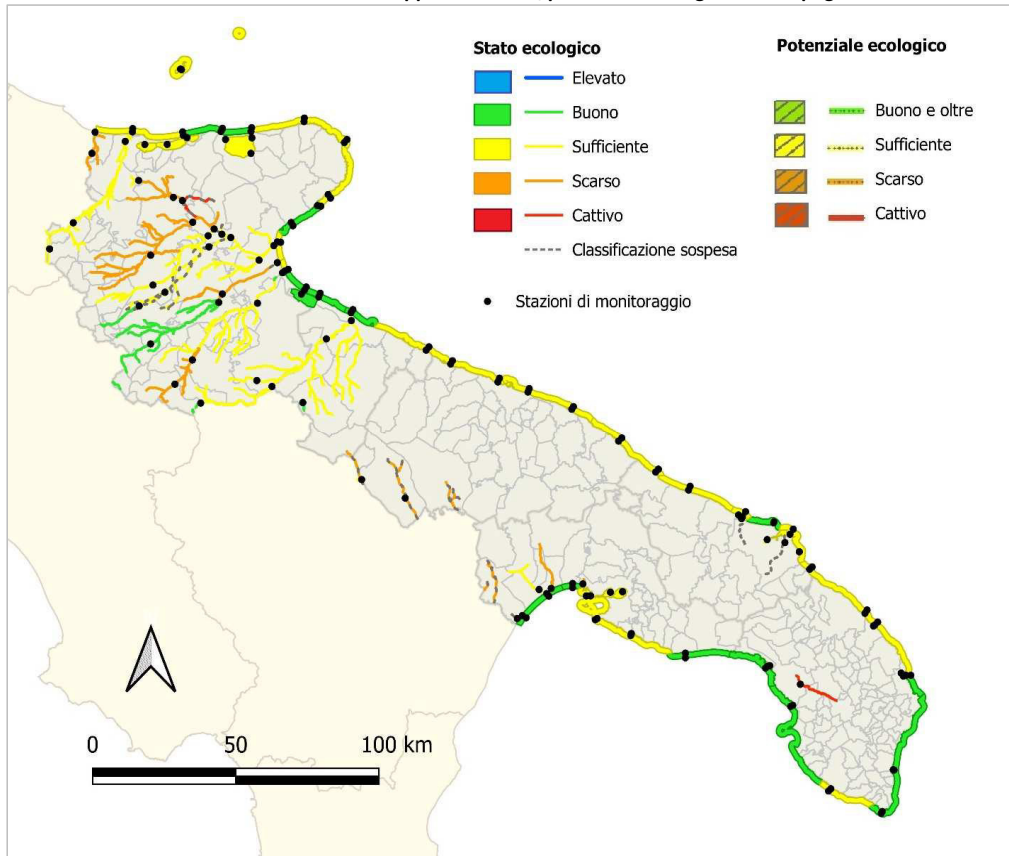 Stato ecologico
Elevato
Buono
Sufficiente
Scarso
Cattivo
Classificazione sospesa
Stazioni di monitoraggio
Potenziale ecologico
Buono e oltre
Sufficiente
Scarso
Cattivo
0 50 100 km